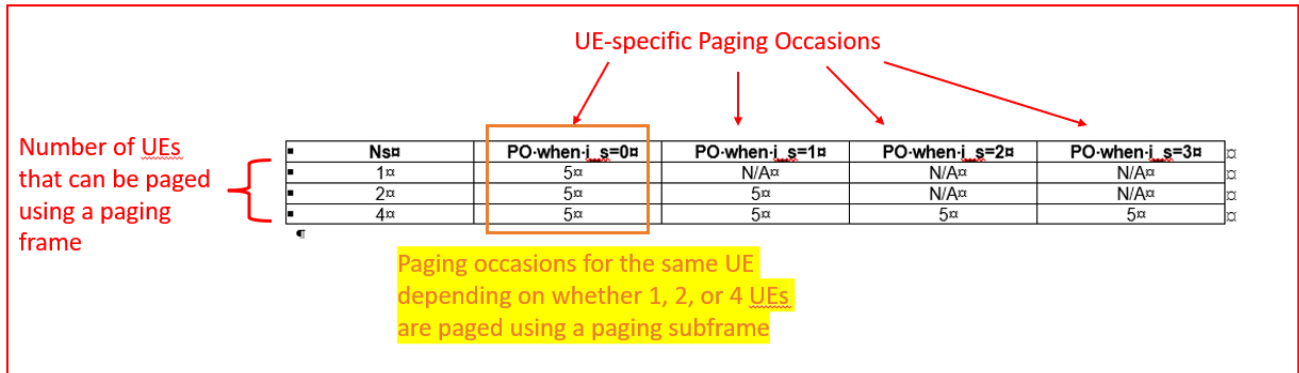 UE-specific Paging Occasions
Number of UEs
that can be paged
using a paging
frame
▪ Ns¤ PO·when·i_s=0¤ PO·when·i_s=1¤ PO·when·i_s=2¤ PO·when·i_s=3¤ ¤
▪ 1¤ 5¤ N/A¤ N/A¤ N/A¤ ¤
▪ 2¤ 5¤ 5¤ N/A¤ N/A¤ ¤
▪ 4¤ 5¤ 5¤ 5¤ 5¤ ¤
¶
Paging occasions for the same UE
depending on whether 1, 2, or 4 UEs
are paged using a paging subframe